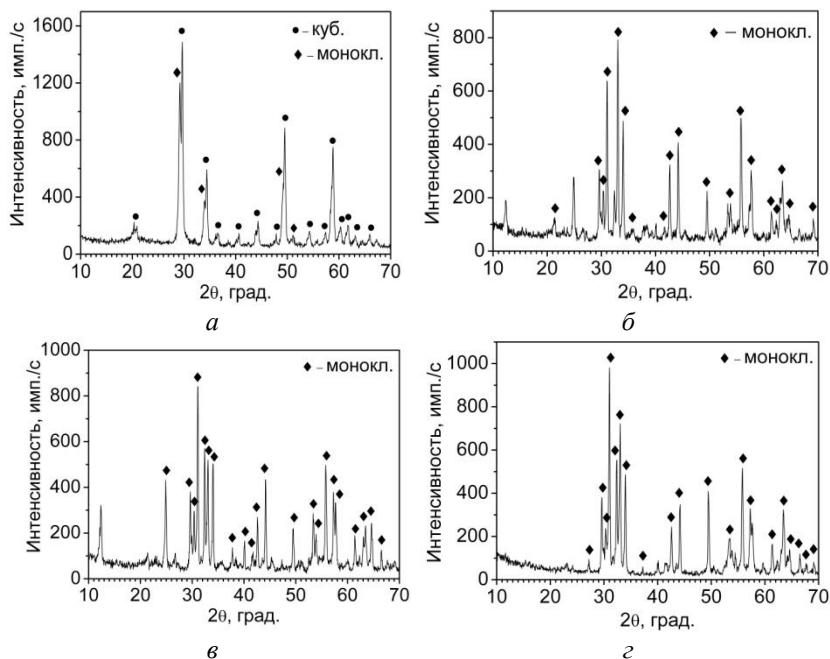 1600
1200
800
400
0
Интенсивность, имп./с
– куб.
– монокл.
10 20 30 40 50 60 70
2θ, град.
а
800
600
400
200
0
Интенсивность, имп./с
— монокл.
10 20 30 40 50 60 70
2θ, град.
б
1000
800
600
400
200
0
Интенсивность, имп./с
– монокл.
10 20 30 40 50 60 70
2θ, град.
в
1000
800
600
400
200
0
Интенсивность, имп./с
– монокл.
10 20 30 40 50 60 70
2θ, град.
г